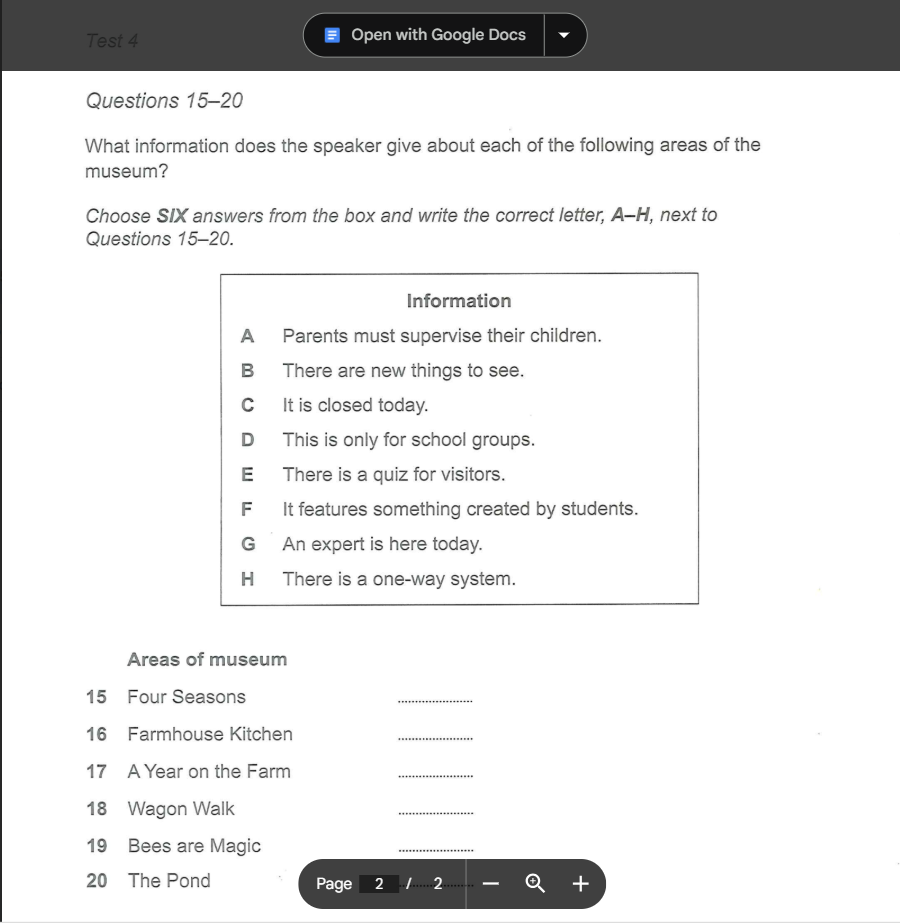 Test 4
Open with Google Docs
Questions 15–20
What information does the speaker give about each of the following areas of the
museum?
Choose SIX answers from the box and write the correct letter, A–H, next to
Questions 15–20.
Information
A Parents must supervise their children.
B There are new things to see.
C It is closed today.
D This is only for school groups.
E There is a quiz for visitors.
F It features something created by students.
G An expert is here today.
H There is a one-way system.
Areas of museum
15 Four Seasons ......................
16 Farmhouse Kitchen ......................
17 A Year on the Farm ......................
18 Wagon Walk ......................
19 Bees are Magic ......................
20 The Pond
Page 2 / 2